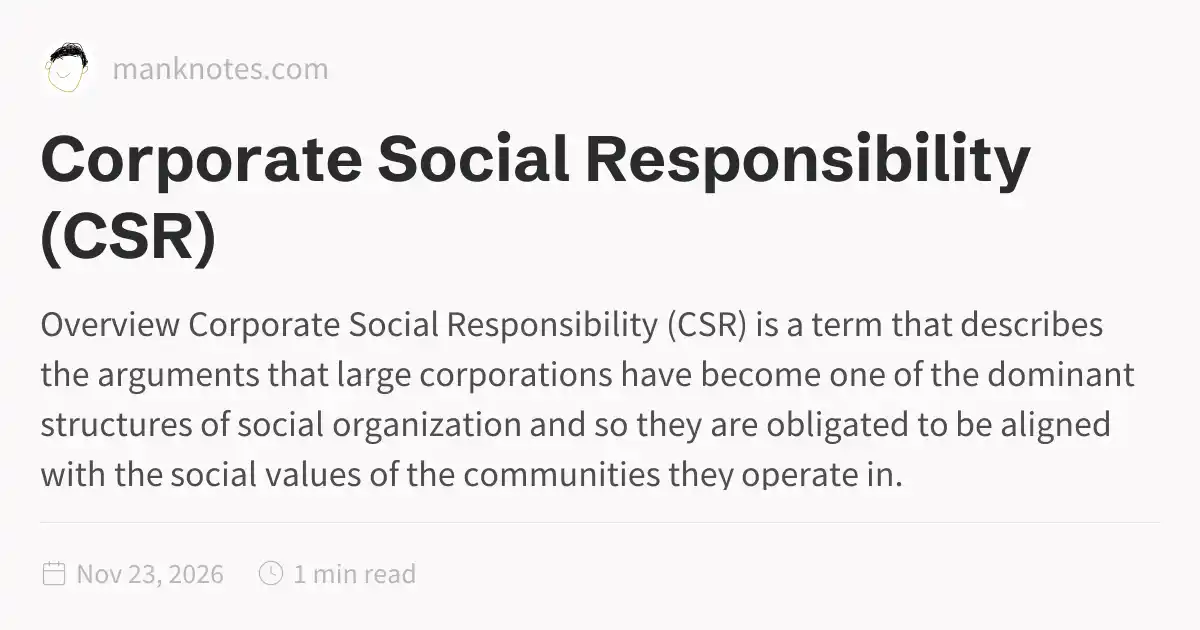 manknotes.com
Corporate Social Responsibility
(CSR)
Overview Corporate Social Responsibility (CSR) is a term that describes
the arguments that large corporations have become one of the dominant
structures of social organization and so they are obligated to be aligned
with the social values of the communities they operate in.
Nov 23, 2026 1 min read